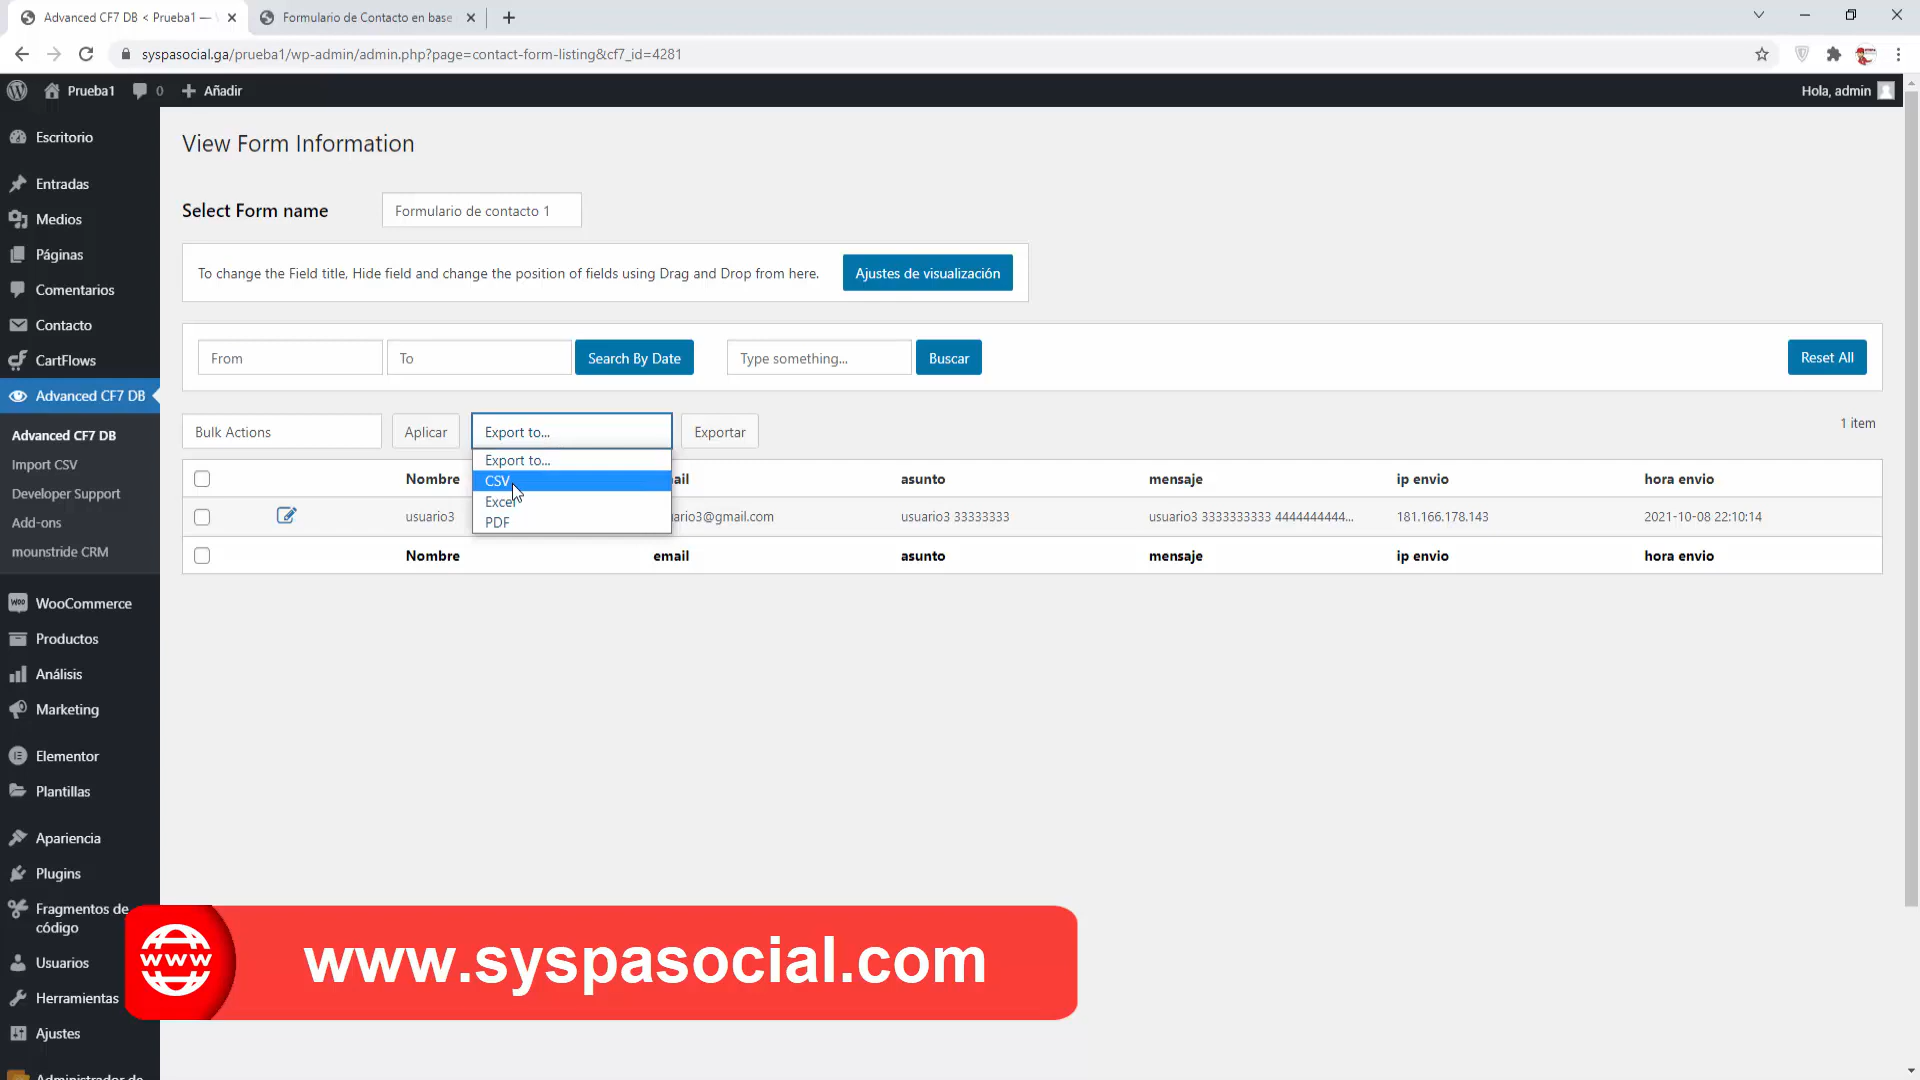 Advanced CF7 DB < Prueba1 —
Formulario de Contacto en base
syspasocial.ga/prueba1/wp-admin/admin.php?page=contact-form-listing&cf7_id=4281
Prueba1
0
Añadir
Hola, admin
Escritorio
Entradas
Medios
Páginas
Comentarios
Contacto
CartFlows
Advanced CF7 DB
Advanced CF7 DB
Import CSV
Developer Support
Add-ons
mounstride CRM
WooCommerce
Productos
Análisis
Marketing
Elementor
Plantillas
Apariencia
Plugins
Fragmentos de
código
Usuarios
Herramientas
Ajustes
Administrador de
View Form Information
Select Form name
Formulario de contacto 1
To change the Field title, Hide field and change the position of fields using Drag and Drop from here.
Ajustes de visualización
From
To
Search By Date
Type something...
Buscar
Reset All
Bulk Actions
Aplicar
Export to...
Exportar
1 item
Export to...
CSV
Excel
PDF
Nombre ail asunto mensaje ip envio hora envio
usuario3 ario3@gmail.com usuario3 33333333 usuario3 3333333333 4444444444... 181.166.178.143 2021-10-08 22:10:14
Nombre email asunto mensaje ip envio hora envio
www
www.syspasocial.com